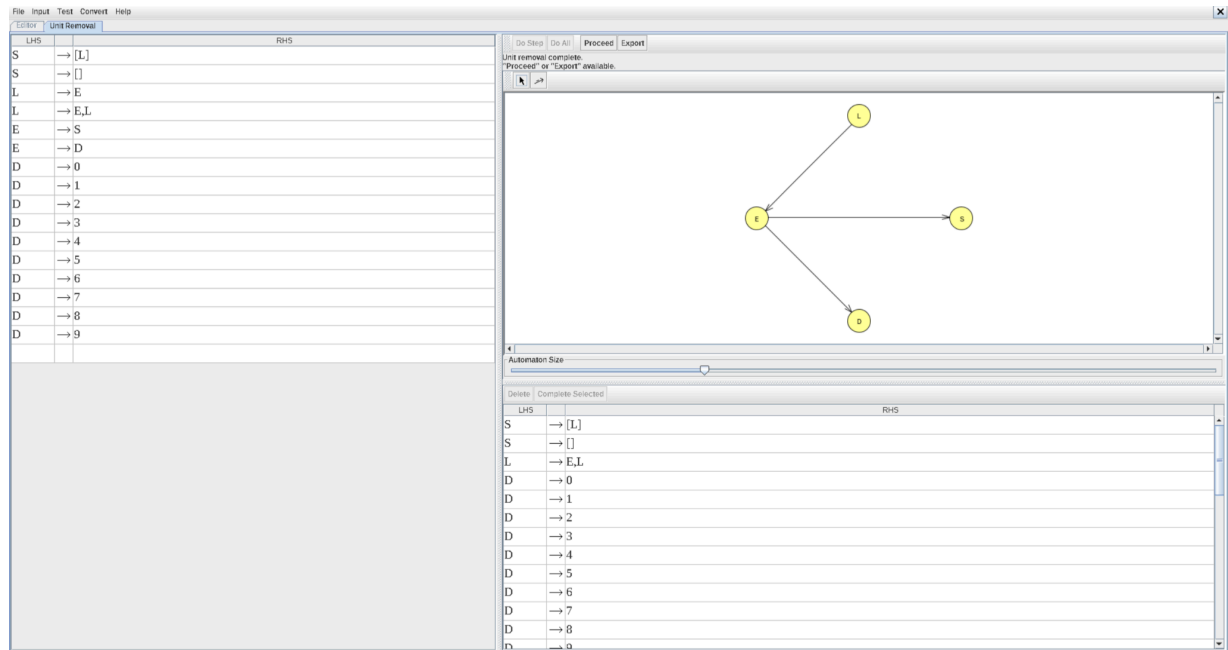 File Input Test Convert Help
Editor Unit Removal
LHS RHS
S → [L]
S → []
L → E
L → E,L
E → S
E → D
D → 0
D → 1
D → 2
D → 3
D → 4
D → 5
D → 6
D → 7
D → 8
D → 9
Do Step Do All Proceed Export
Unit removal complete.
"Proceed" or "Export" available.
L
E
S
D
Automaton Size
Delete Complete Selected
LHS RHS
S → [L]
S → []
L → E,L
D → 0
D → 1
D → 2
D → 3
D → 4
D → 5
D → 6
D → 7
D → 8
D → 9